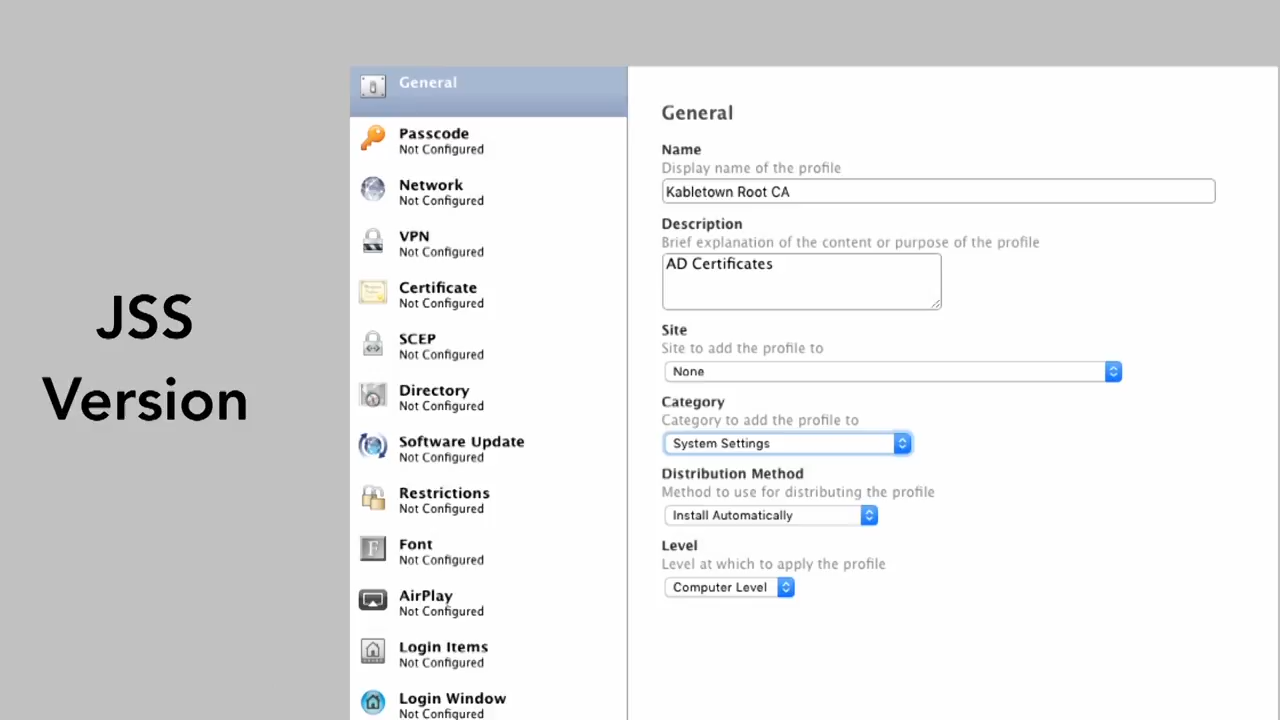 JSS
Version
General
Passcode
Not Configured
Network
Not Configured
VPN
Not Configured
Certificate
Not Configured
SCEP
Not Configured
Directory
Not Configured
Software Update
Not Configured
Restrictions
Not Configured
Font
Not Configured
AirPlay
Not Configured
Login Items
Not Configured
Login Window
Not Configured
General
Name
Display name of the profile
Kabletown Root CA
Description
Brief explanation of the content or purpose of the profile
AD Certificates
Site
Site to add the profile to
None
Category
Category to add the profile to
System Settings
Distribution Method
Method to use for distributing the profile
Install Automatically
Level
Level at which to apply the profile
Computer Level